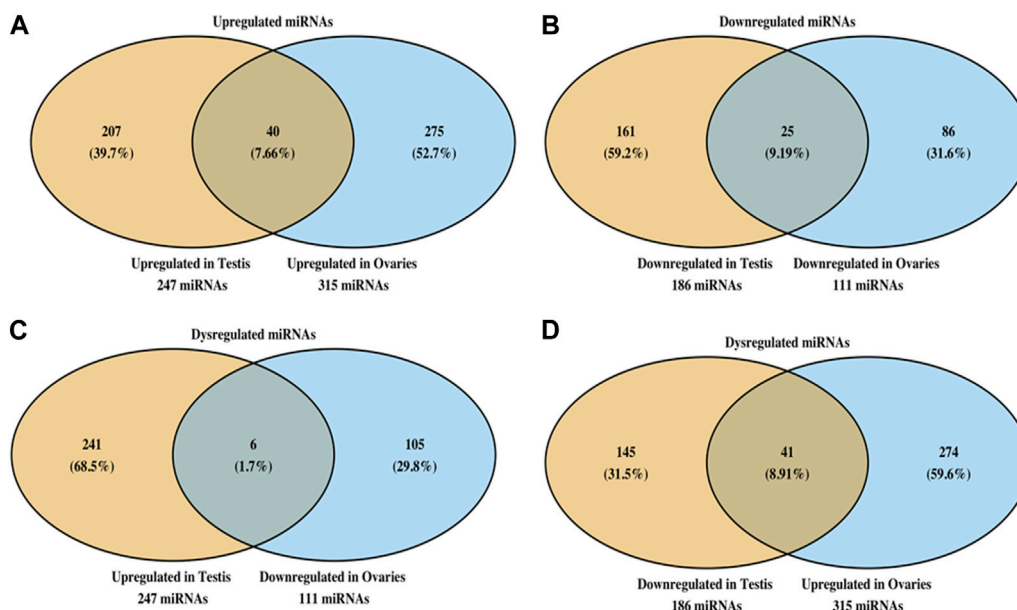 A
Upregulated miRNAs
207
(39.7%)
40
(7.66%)
275
(52.7%)
Upregulated in Testis
247 miRNAs
Upregulated in Ovaries
315 miRNAs
B
Downregulated miRNAs
161
(59.2%)
25
(9.19%)
86
(31.6%)
Downregulated in Testis
186 miRNAs
Downregulated in Ovaries
111 miRNAs
C
Dysregulated miRNAs
241
(68.5%)
6
(1.7%)
105
(29.8%)
Upregulated in Testis
247 miRNAs
Downregulated in Ovaries
111 miRNAs
D
Dysregulated miRNAs
145
(31.5%)
41
(8.91%)
274
(59.6%)
Downregulated in Testis
186 miRNAs
Upregulated in Ovaries
315 miRNAs